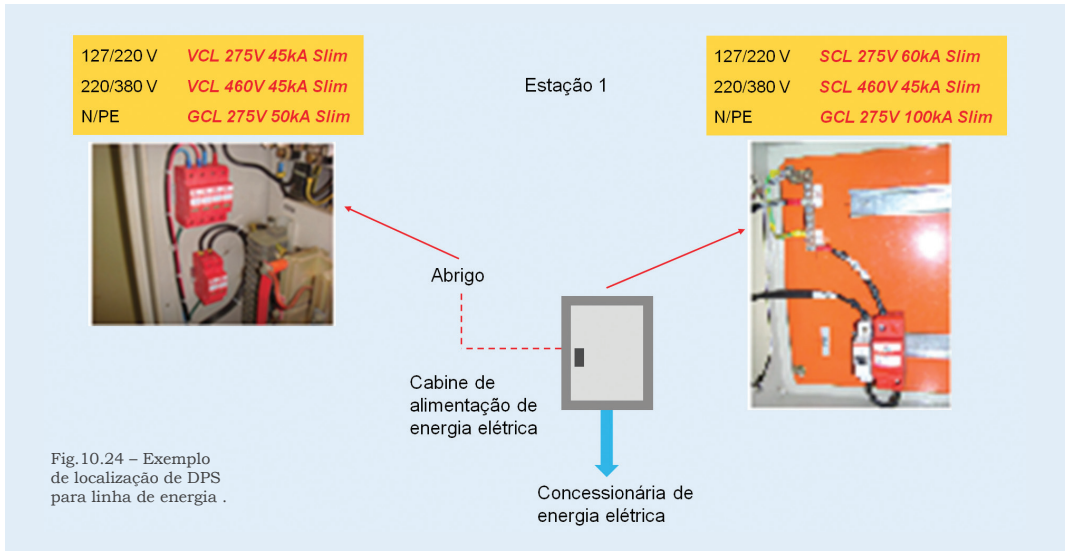 127/220 V VCL 275V 45kA Slim
220/380 V VCL 460V 45kA Slim
N/PE GCL 275V 50kA Slim
Estação 1
127/220 V SCL 275V 60kA Slim
220/380 V SCL 460V 45kA Slim
N/PE GCL 275V 100kA Slim
Abrigo
Cabine de
alimentação de
energia elétrica
Concessionária de
energia elétrica
Fig.10.24 – Exemplo
de localização de DPS
para linha de energia .